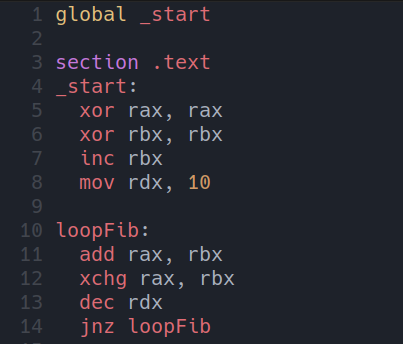 1 global _start
2
3 section .text
4 _start:
5   xor rax, rax
6   xor rbx, rbx
7   inc rbx
8   mov rdx, 10
9
10 loopFib:
11   add rax, rbx
12   xchg rax, rbx
13   dec rdx
14   jnz loopFib